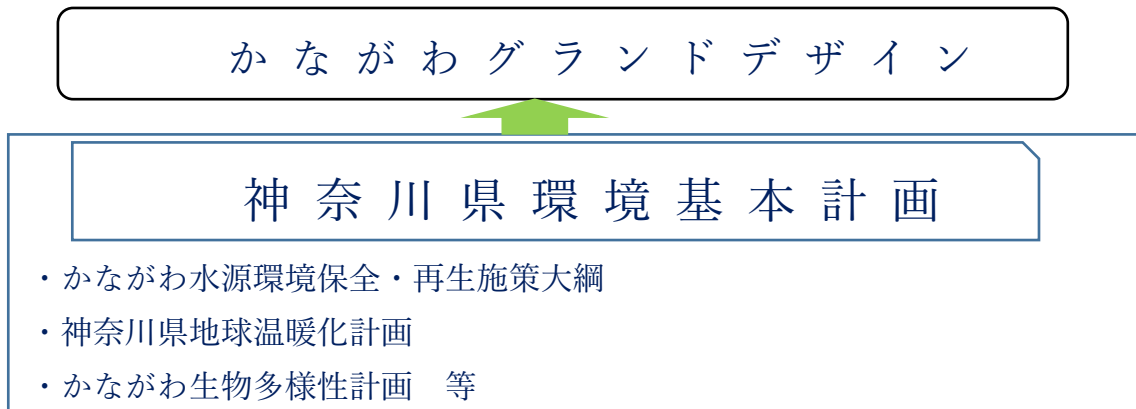 かながわグランドデザイン
神奈川県環境基本計画
・かながわ水源環境保全・再生施策大綱
・神奈川県地球温暖化計画
・かながわ生物多様性計画　等